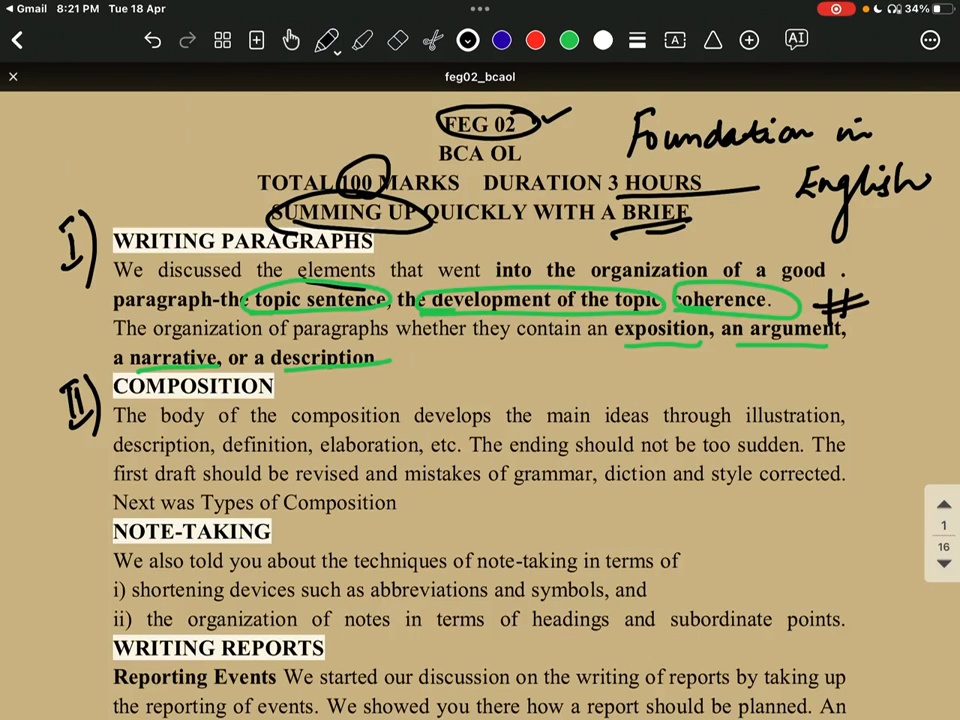 Gmail 8:21 PM Tue 18 Apr 34%
A AI
feg02_bcaol
FEG 02
Foundation in
English
BCA OL
TOTAL 100 MARKS DURATION 3 HOURS
SUMMING UP QUICKLY WITH A BRIEF
I)
WRITING PARAGRAPHS
We discussed the elements that went into the organization of a good .
paragraph-the topic sentence, the development of the topic coherence.
#
The organization of paragraphs whether they contain an exposition, an argument,
a narrative, or a description
II)
COMPOSITION
The body of the composition develops the main ideas through illustration,
description, definition, elaboration, etc. The ending should not be too sudden. The
first draft should be revised and mistakes of grammar, diction and style corrected.
Next was Types of Composition
NOTE-TAKING
We also told you about the techniques of note-taking in terms of
i) shortening devices such as abbreviations and symbols, and
ii) the organization of notes in terms of headings and subordinate points.
WRITING REPORTS
Reporting Events We started our discussion on the writing of reports by taking up
the reporting of events. We showed you there how a report should be planned. An
1
16